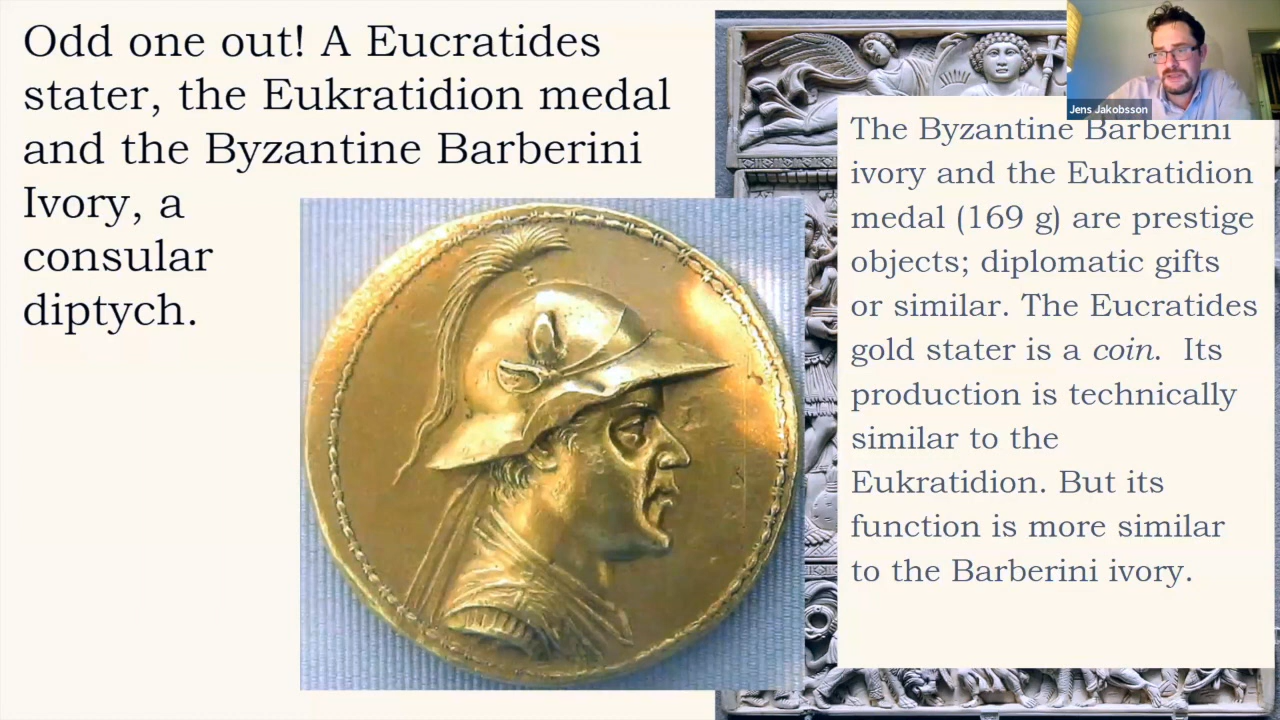 Odd one out! A Eucratides
stater, the Eukratidion medal
and the Byzantine Barberini
Ivory, a
consular
diptych.
Jens Jakobsson
The Byzantine Barberini
ivory and the Eukratidion
medal (169 g) are prestige
objects; diplomatic gifts
or similar. The Eucratides
gold stater is a coin. Its
production is technically
similar to the
Eukratidion. But its
function is more similar
to the Barberini ivory.